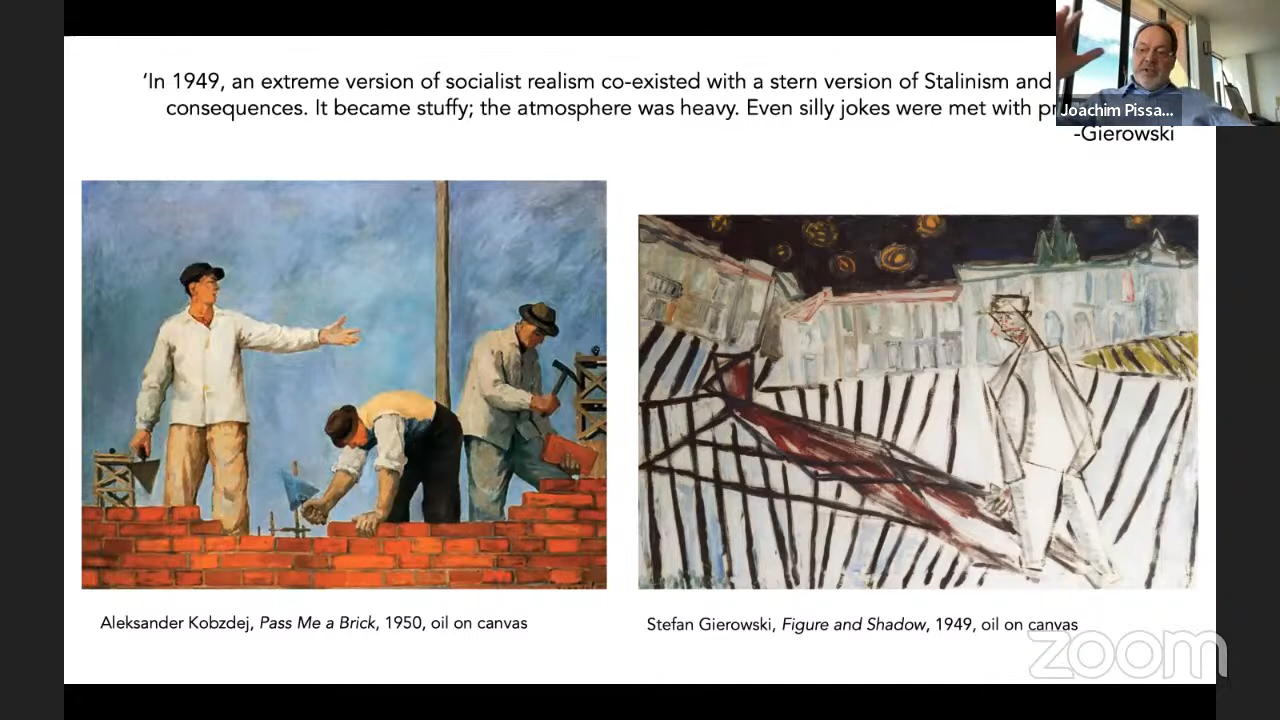 ‘In 1949, an extreme version of socialist realism co-existed with a stern version of Stalinism and
consequences. It became stuffy; the atmosphere was heavy. Even silly jokes were met with
-Gierowski
Joachim Pissa...
Aleksander Kobzdej, Pass Me a Brick, 1950, oil on canvas
Stefan Gierowski, Figure and Shadow, 1949, oil on canvas
zoom